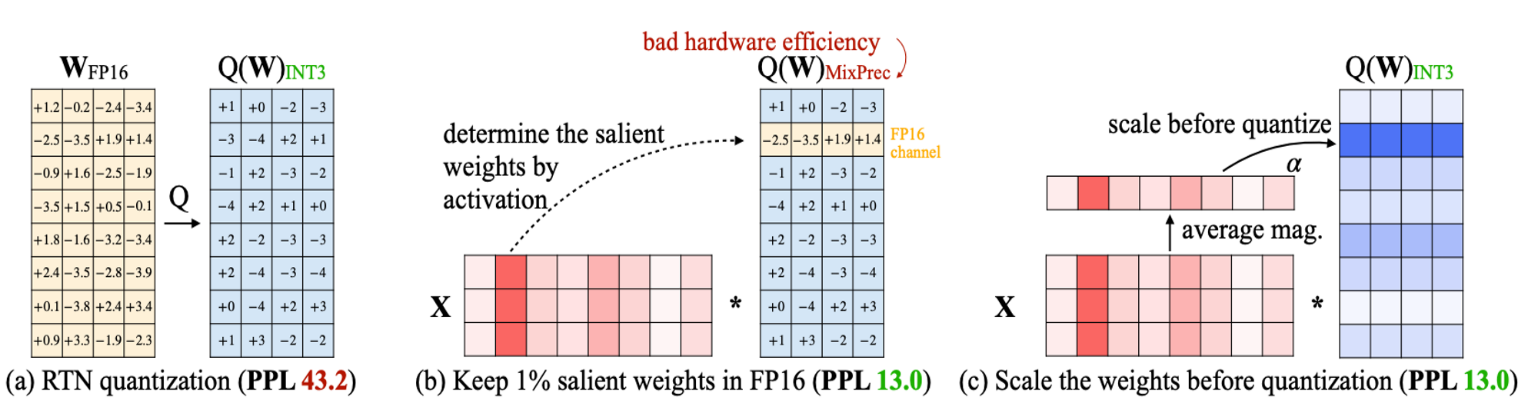 bad hardware efficiency
W_FP16
Q(W)_INT3
+1.2 −0.2 −2.4 −3.4
−2.5 −3.5 +1.9 +1.4
−0.9 +1.6 −2.5 −1.9
−3.5 +1.5 +0.5 −0.1
+1.8 −1.6 −3.2 −3.4
+2.4 −3.5 −2.8 −3.9
+0.1 −3.8 +2.4 +3.4
+0.9 +3.3 −1.9 −2.3
Q
+1 +0 −2 −3
−3 −4 +2 +1
−1 +2 −3 −2
−4 +2 +1 +0
+2 −2 −3 −3
+2 −4 −3 −4
+0 −4 +2 +3
+1 +3 −2 −2
(a) RTN quantization (PPL 43.2)
Q(W)_MixPrec
determine the salient
weights by
activation
X
*
+1 +0 −2 −3
−2.5 −3.5 +1.9 +1.4
−1 +2 −3 −2
−4 +2 +1 +0
+2 −2 −3 −3
+2 −4 −3 −4
+0 −4 +2 +3
+1 +3 −2 −2
FP16
channel
(b) Keep 1% salient weights in FP16 (PPL 13.0)
Q(W)_INT3
scale before quantize
α
average mag.
X
*
(c) Scale the weights before quantization (PPL 13.0)